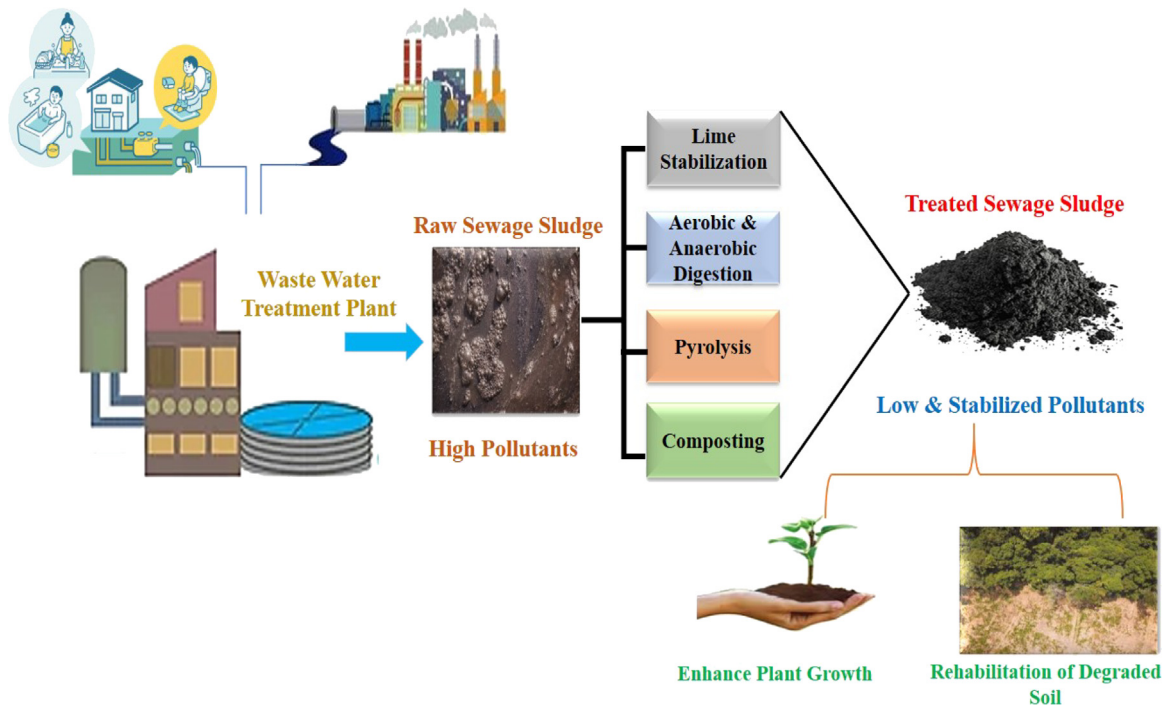 Waste Water
Treatment Plant
Raw Sewage Sludge
High Pollutants
Lime
Stabilization
Aerobic &
Anaerobic
Digestion
Pyrolysis
Composting
Treated Sewage Sludge
Low & Stabilized Pollutants
Enhance Plant Growth
Rehabilitation of Degraded
Soil